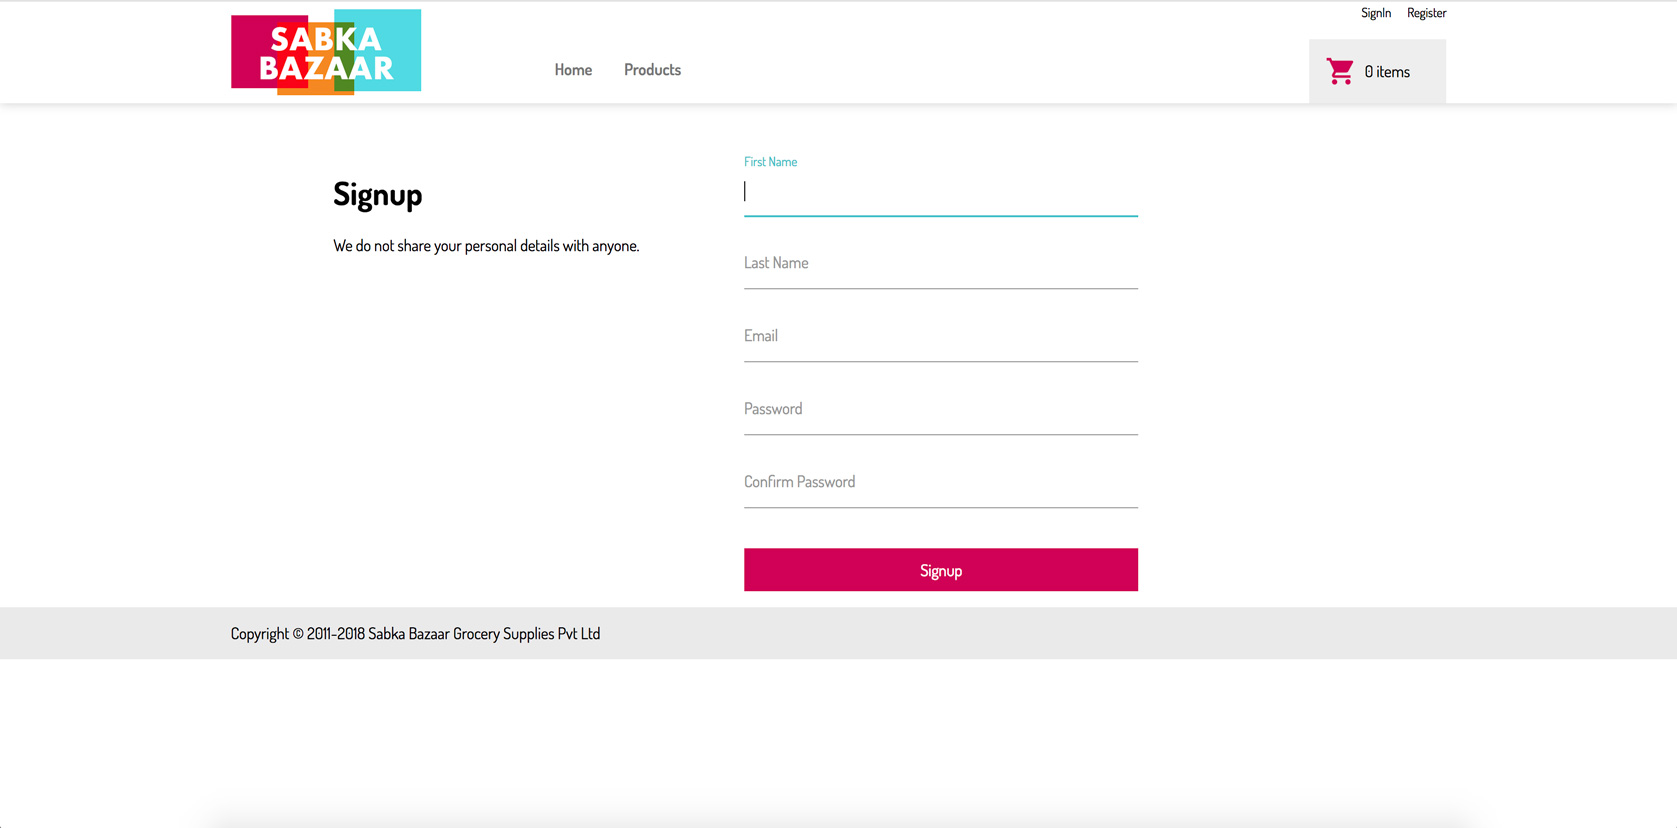 SABKA
BAZAAR
Home
Products
SignIn
Register
0 items
Signup
We do not share your personal details with anyone.
First Name
Last Name
Email
Password
Confirm Password
Signup
Copyright © 2011-2018 Sabka Bazaar Grocery Supplies Pvt Ltd